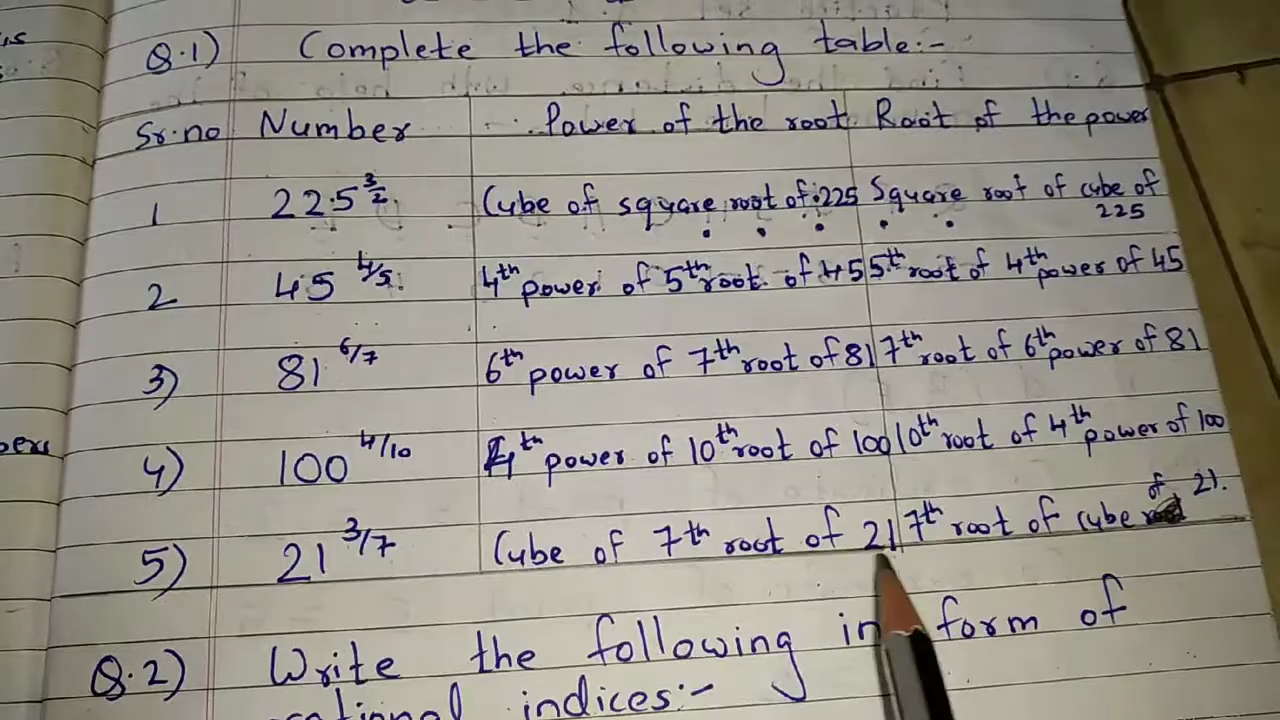 Q.1) Complete the following table:-
Sr.no Number Power of the root Root of the power
1 225^3/2 Cube of square root of 225 Square root of cube of 225
2 45^4/5 4th power of 5th root of 45 5th root of 4th power of 45
3) 81^6/7 6th power of 7th root of 81 7th root of 6th power of 81
4) 100^4/10 4th power of 10th root of 100 10th root of 4th power of 100
5) 21^3/7 Cube of 7th root of 21 7th root of cube of 21.
Q.2) Write the following in form of
rational indices:-